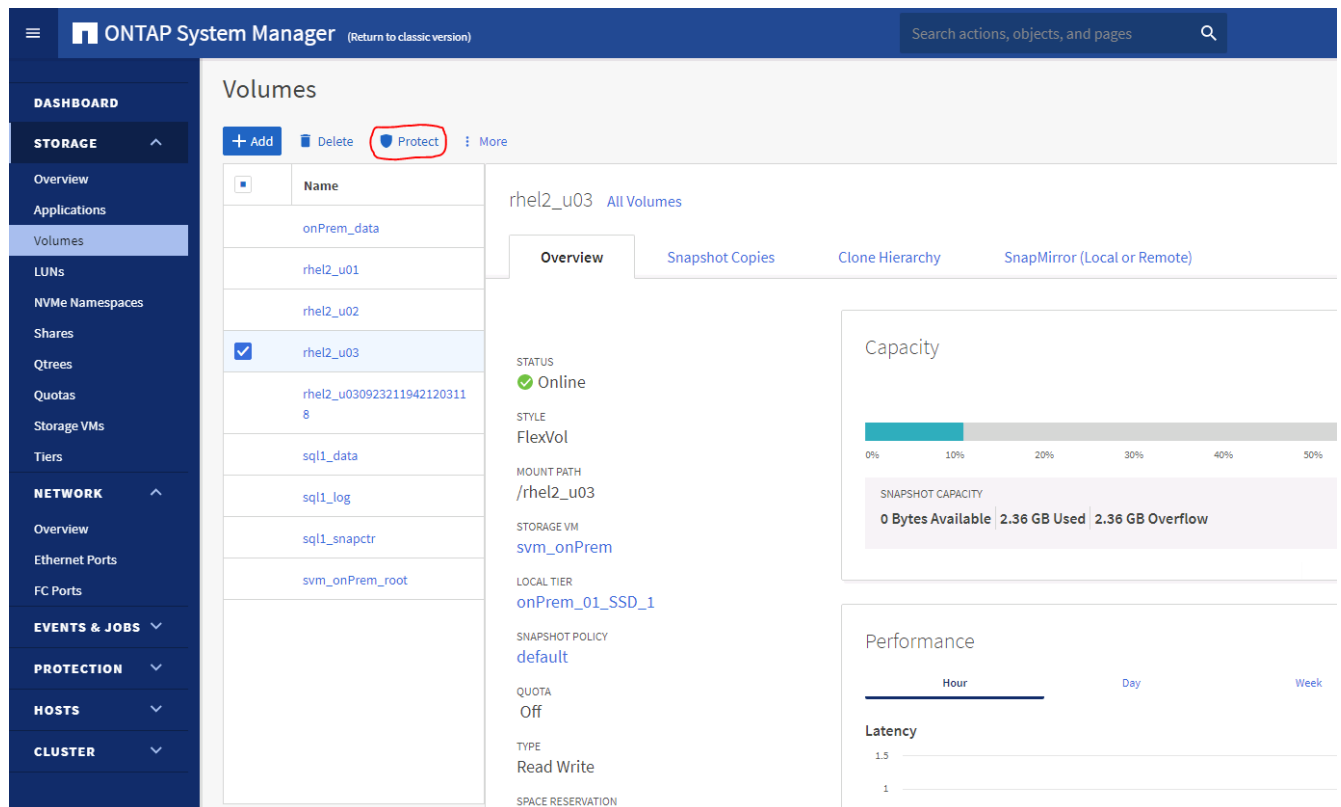 ONTAP System Manager (Return to classic version)
Search actions, objects, and pages
DASHBOARD
STORAGE
Overview
Applications
Volumes
LUNs
NVMe Namespaces
Shares
Qtrees
Quotas
Storage VMs
Tiers
NETWORK
Overview
Ethernet Ports
FC Ports
EVENTS & JOBS
PROTECTION
HOSTS
CLUSTER
Volumes
+ Add Delete Protect More
Name
onPrem_data
rhel2_u01
rhel2_u02
rhel2_u03
rhel2_u030923211942120311
8
sql1_data
sql1_log
sql1_snapctr
svm_onPrem_root
rhel2_u03 All Volumes
Overview Snapshot Copies Clone Hierarchy SnapMirror (Local or Remote)
STATUS
Online
STYLE
FlexVol
MOUNT PATH
/rhel2_u03
STORAGE VM
svm_onPrem
LOCAL TIER
onPrem_01_SSD_1
SNAPSHOT POLICY
default
QUOTA
Off
TYPE
Read Write
SPACE RESERVATION
Capacity
0% 10% 20% 30% 40% 50%
SNAPSHOT CAPACITY
0 Bytes Available 2.36 GB Used 2.36 GB Overflow
Performance
Hour Day Week
Latency
1.5
1